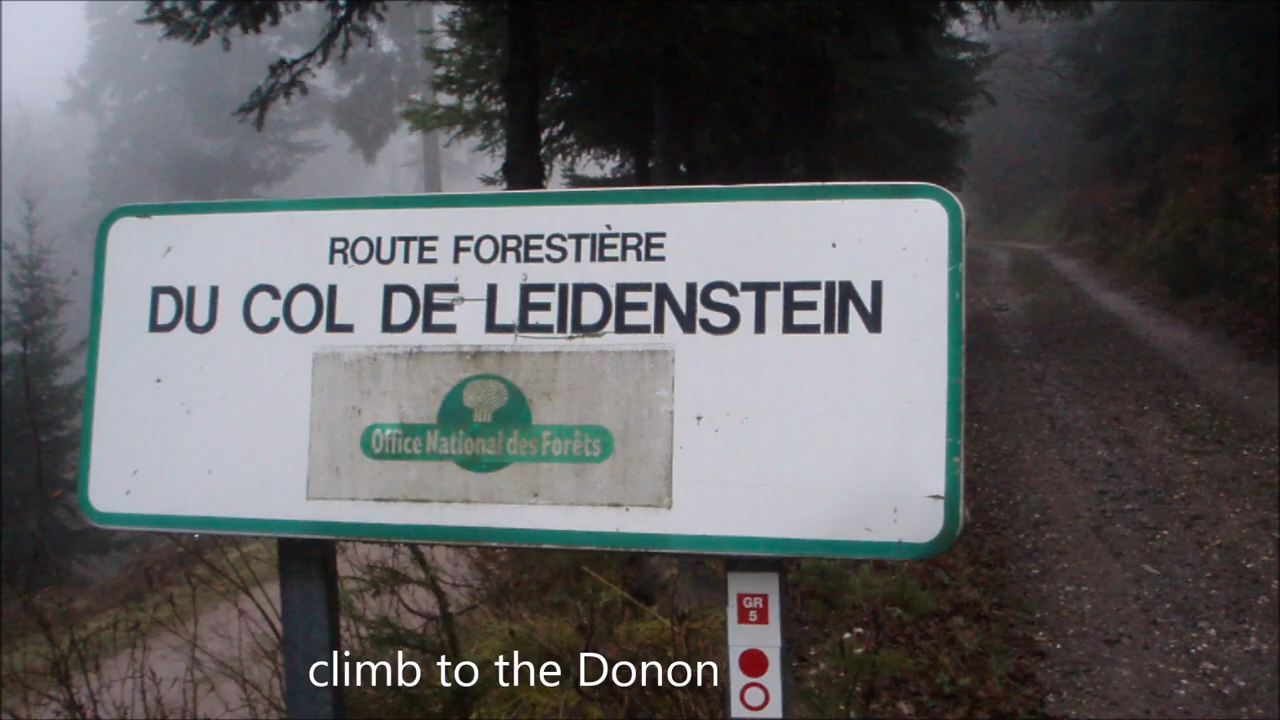 ROUTE FORESTIÈRE
DU COL DE LEIDENSTEIN
Office National des Forêts
GR
5
climb to the Donon